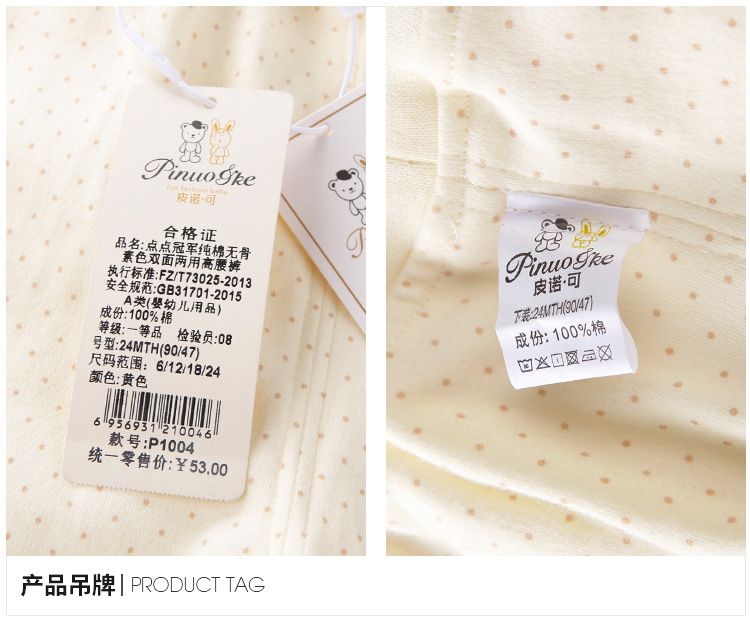 Pinuo&ke
fun fashion baby
皮诺·可
合格证
品名:点点冠军纯棉无骨
素色双面两用高腰裤
执行标准:FZ/T73025-2013
安全规范:GB31701-2015
A类(婴幼儿用品)
成份:100%棉
等级:一等品 检验员:08
号型:24MTH(90/47)
尺码范围: 6/12/18/24
颜色:黄色
6 956931 210046
款号:P1004
统一零售价:￥53.00
Pinuo&ke
皮诺·可
下装:24MTH(90/47)
成份: 100%棉
产品吊牌 | PRODUCT TAG